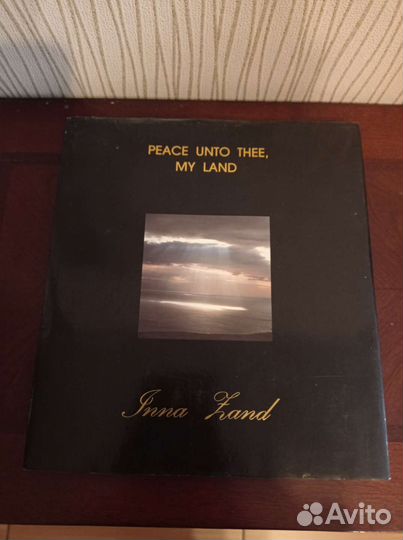 PEACE UNTO THEE,
MY LAND
Inna Zand
Avito